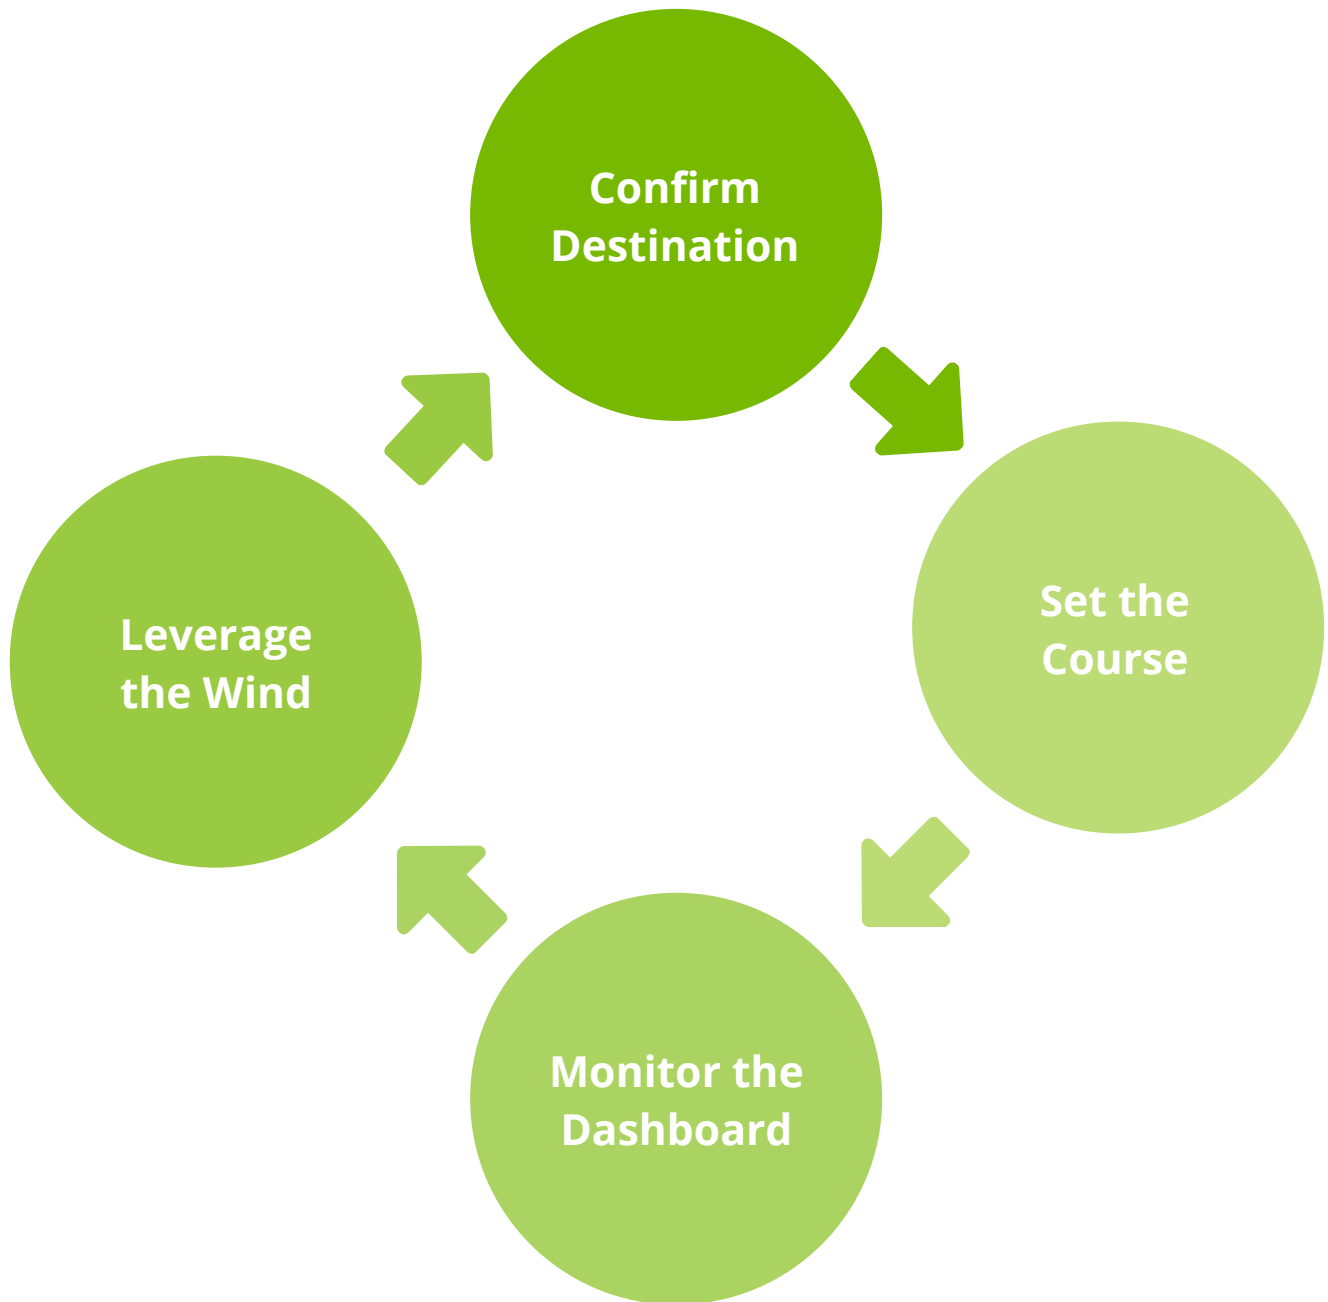 Confirm
Destination
Set the
Course
Monitor the
Dashboard
Leverage
the Wind